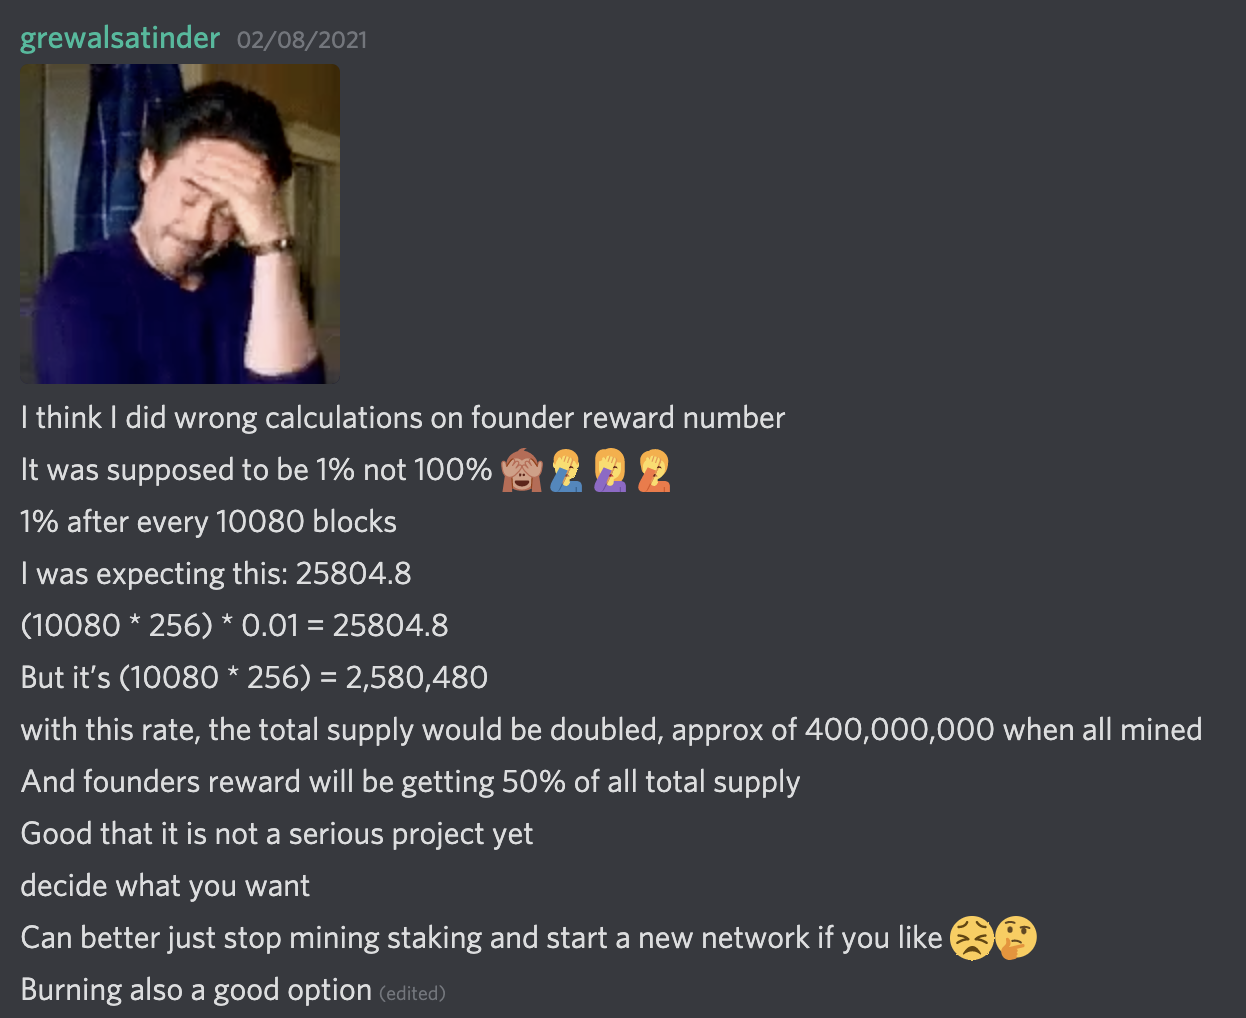 grewalsatinder 02/08/2021
I think I did wrong calculations on founder reward number
It was supposed to be 1% not 100% 🙈🤦‍♂️🤦‍♀️🤦
1% after every 10080 blocks
I was expecting this: 25804.8
(10080 * 256) * 0.01 = 25804.8
But it’s (10080 * 256) = 2,580,480
with this rate, the total supply would be doubled, approx of 400,000,000 when all mined
And founders reward will be getting 50% of all total supply
Good that it is not a serious project yet
decide what you want
Can better just stop mining staking and start a new network if you like 😣🤔
Burning also a good option (edited)